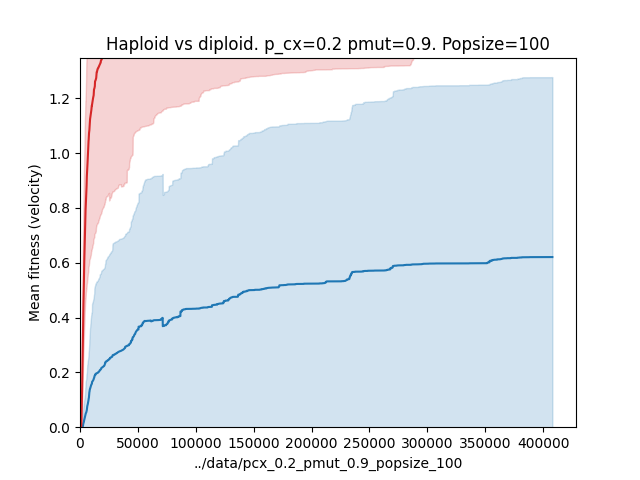 Haploid vs diploid. p_cx=0.2 pmut=0.9. Popsize=100
Mean fitness (velocity)
1.2
1.0
0.8
0.6
0.4
0.2
0.0
0 50000 100000 150000 200000 250000 300000 350000 400000
../data/pcx_0.2_pmut_0.9_popsize_100